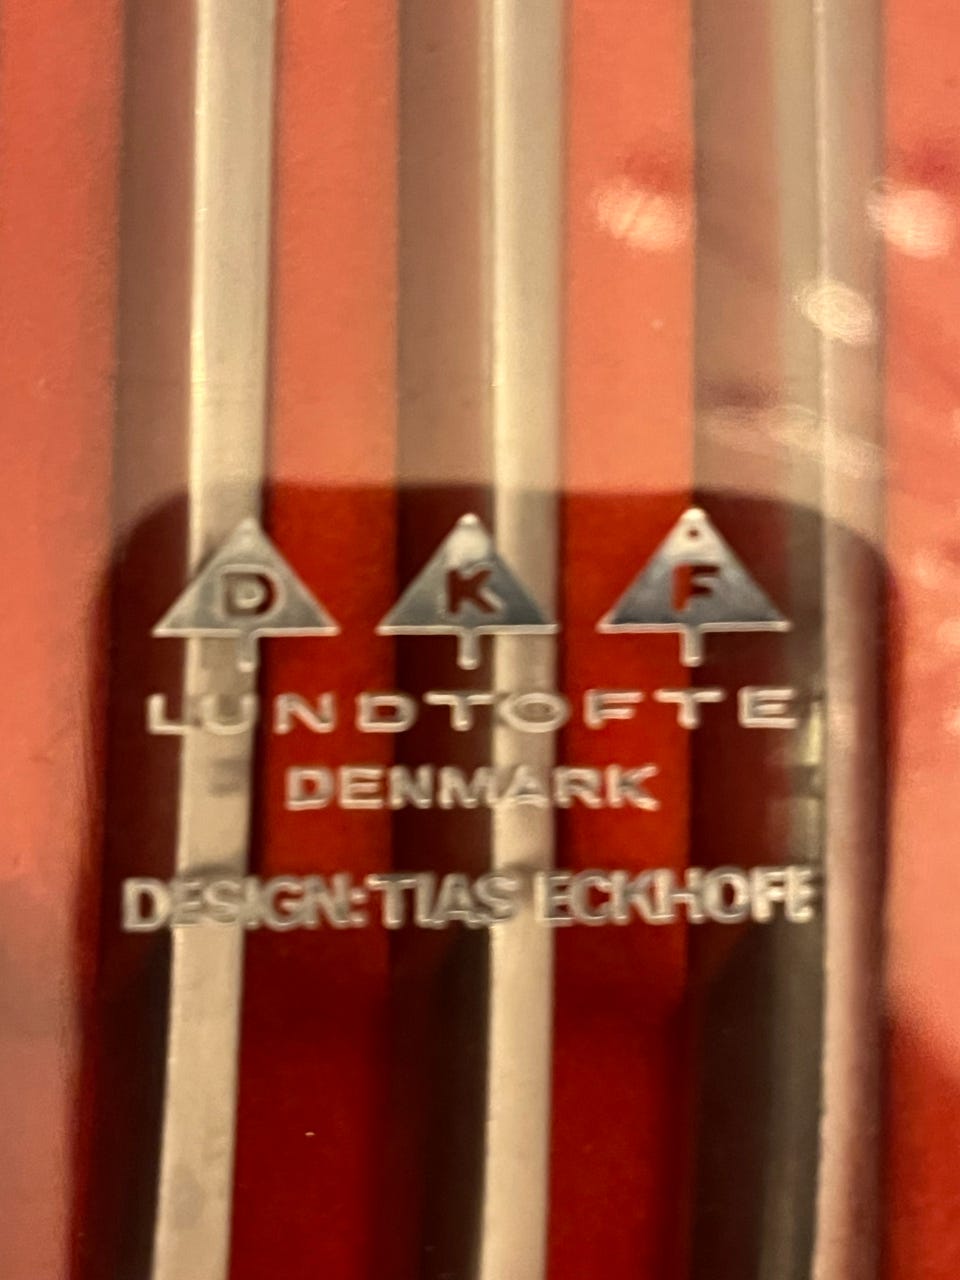 D K F
LUNDTOFTE
DENMARK
DESIGN: TIAS ECKHOFF